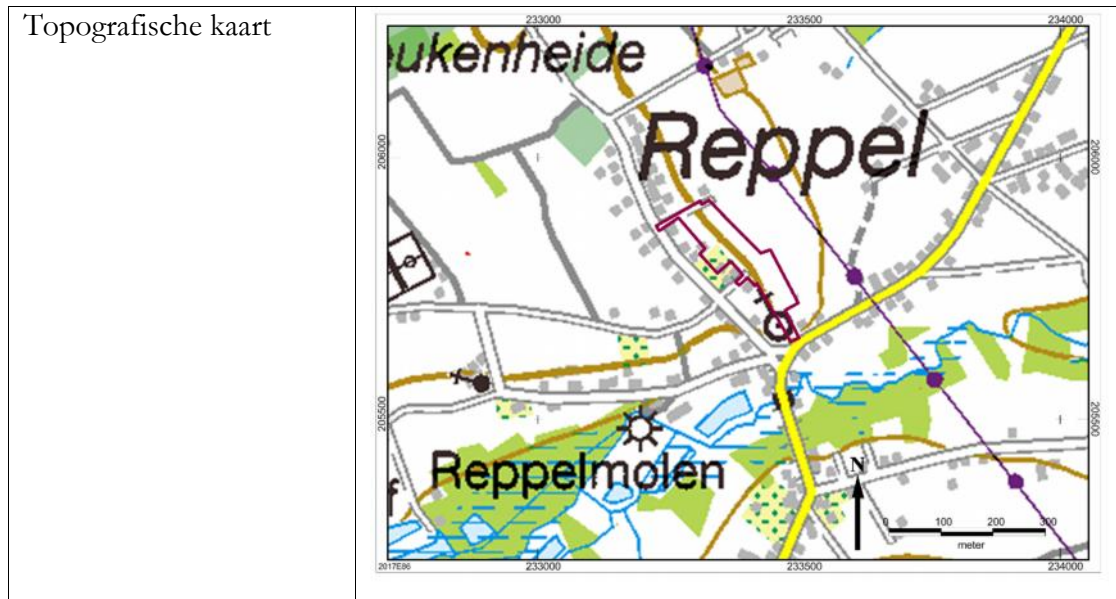 Topografische kaart
233000 233500 234000
eukenheide
Reppel
206000 206000
205500 205500
Reppelmolen
f
N
0 100 200 300
meter
2017E86
233000 233500 234000